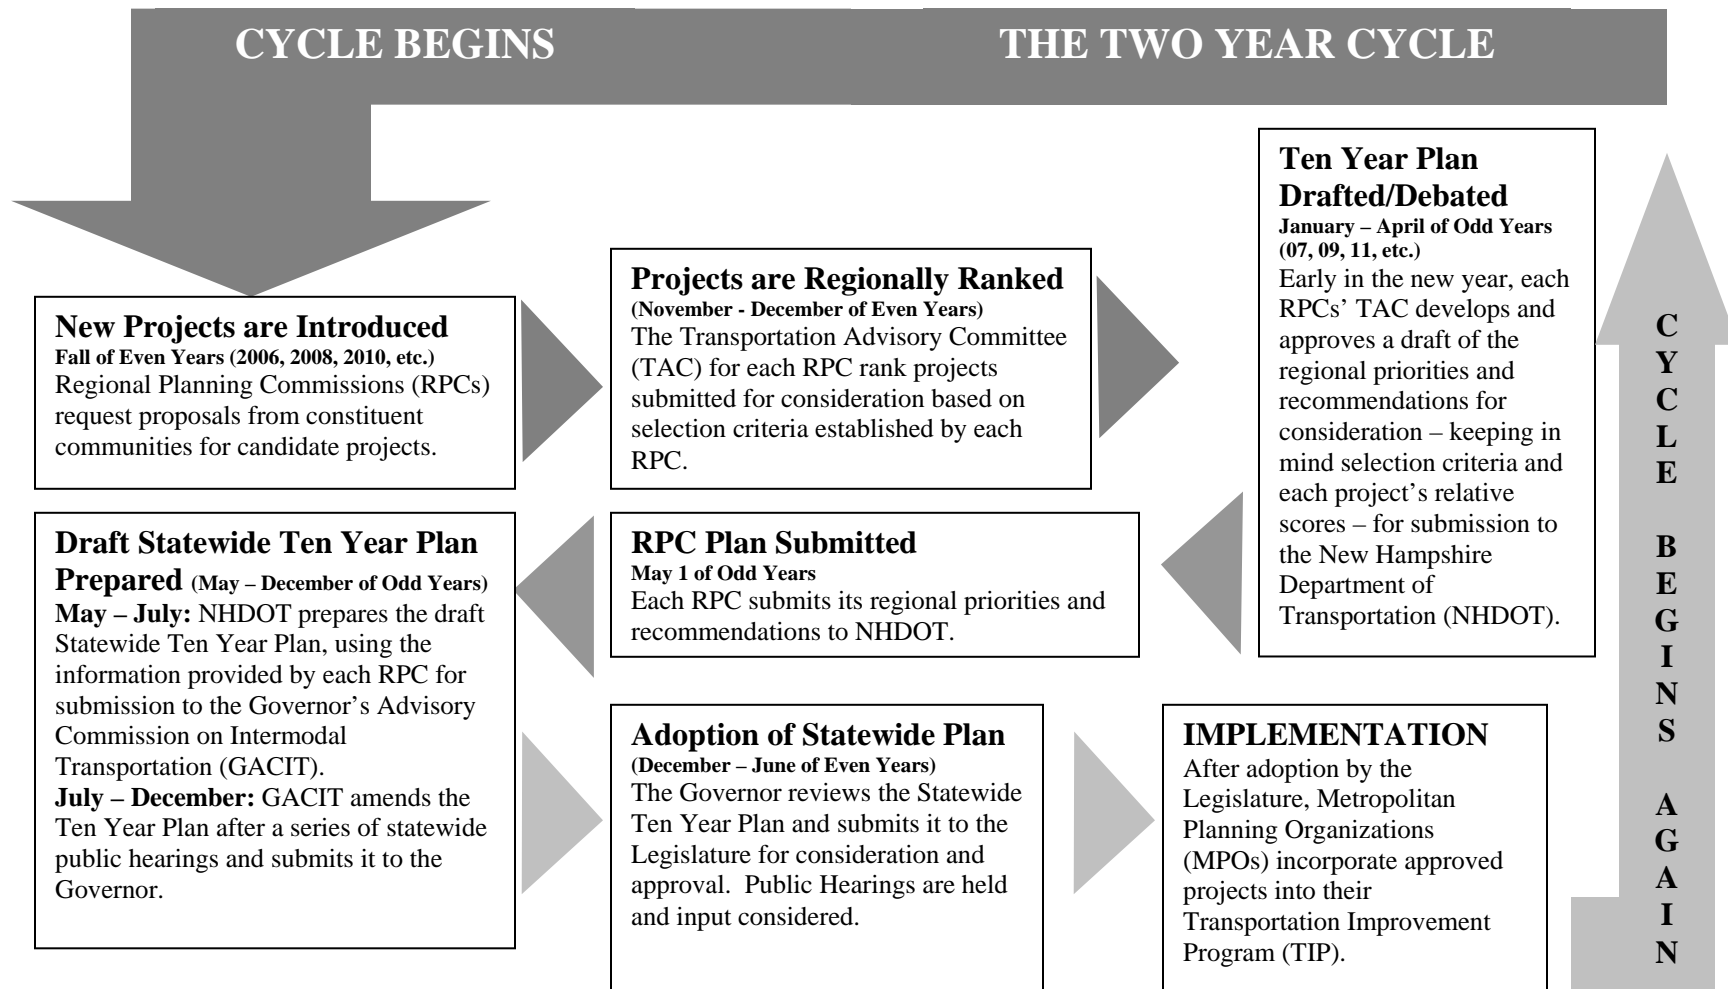 CYCLE BEGINS
THE TWO YEAR CYCLE
New Projects are Introduced
Fall of Even Years (2006, 2008, 2010, etc.)
Regional Planning Commissions (RPCs)
request proposals from constituent
communities for candidate projects.
Projects are Regionally Ranked
(November - December of Even Years)
The Transportation Advisory Committee
(TAC) for each RPC rank projects
submitted for consideration based on
selection criteria established by each
RPC.
Ten Year Plan
Drafted/Debated
January – April of Odd Years
(07, 09, 11, etc.)
Early in the new year, each
RPCs’ TAC develops and
approves a draft of the
regional priorities and
recommendations for
consideration – keeping in
mind selection criteria and
each project’s relative
scores – for submission to
the New Hampshire
Department of
Transportation (NHDOT).
RPC Plan Submitted
May 1 of Odd Years
Each RPC submits its regional priorities and
recommendations to NHDOT.
Draft Statewide Ten Year Plan
Prepared (May – December of Odd Years)
May – July: NHDOT prepares the draft
Statewide Ten Year Plan, using the
information provided by each RPC for
submission to the Governor’s Advisory
Commission on Intermodal
Transportation (GACIT).
July – December: GACIT amends the
Ten Year Plan after a series of statewide
public hearings and submits it to the
Governor.
Adoption of Statewide Plan
(December – June of Even Years)
The Governor reviews the Statewide
Ten Year Plan and submits it to the
Legislature for consideration and
approval.  Public Hearings are held
and input considered.
IMPLEMENTATION
After adoption by the
Legislature, Metropolitan
Planning Organizations
(MPOs) incorporate approved
projects into their
Transportation Improvement
Program (TIP).
CYCLE BEGINS AGAIN